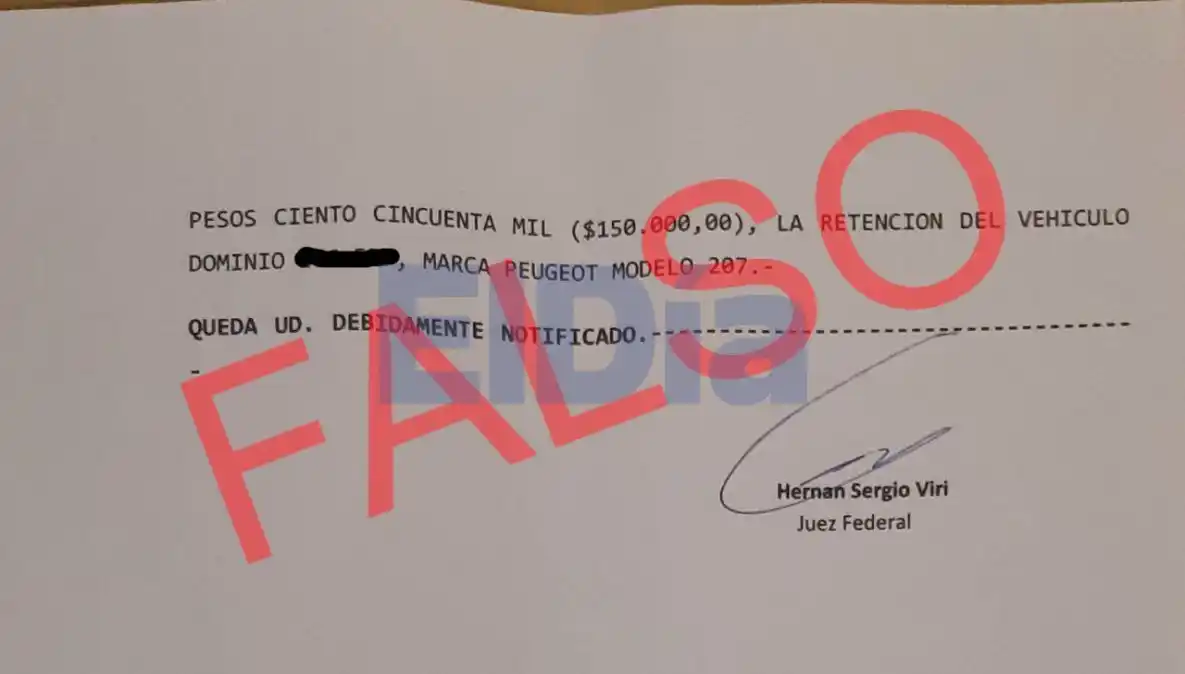 PESOS CIENTO CINCUENTA MIL ($150.000,00), LA RETENCION DEL VEHICULO
DOMINIO , MARCA PEUGEOT MODELO 207.-
QUEDA UD. DEBIDAMENTE NOTIFICADO.-----------------------------------
-
FALSO
ElDía
Hernan Sergio Viri
Juez Federal